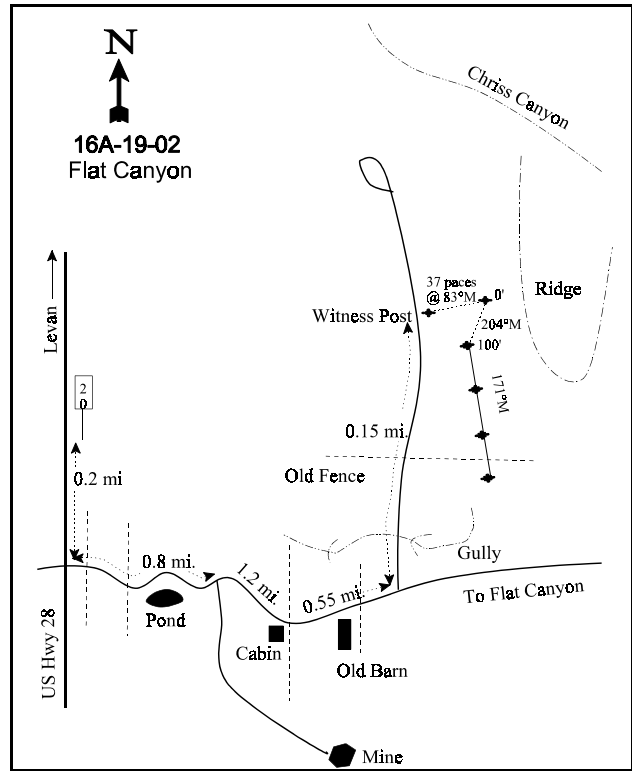 N
16A-19-02
Flat Canyon
Chriss Canyon
Ridge
37 paces
@ 83°M
0'
204°M
100'
171°M
Witness Post
Levan
2
0
0.2 mi
0.15 mi.
Old Fence
Gully
0.8 mi.
1.2 mi.
0.55 mi.
To Flat Canyon
Pond
Cabin
Old Barn
US Hwy 28
Mine